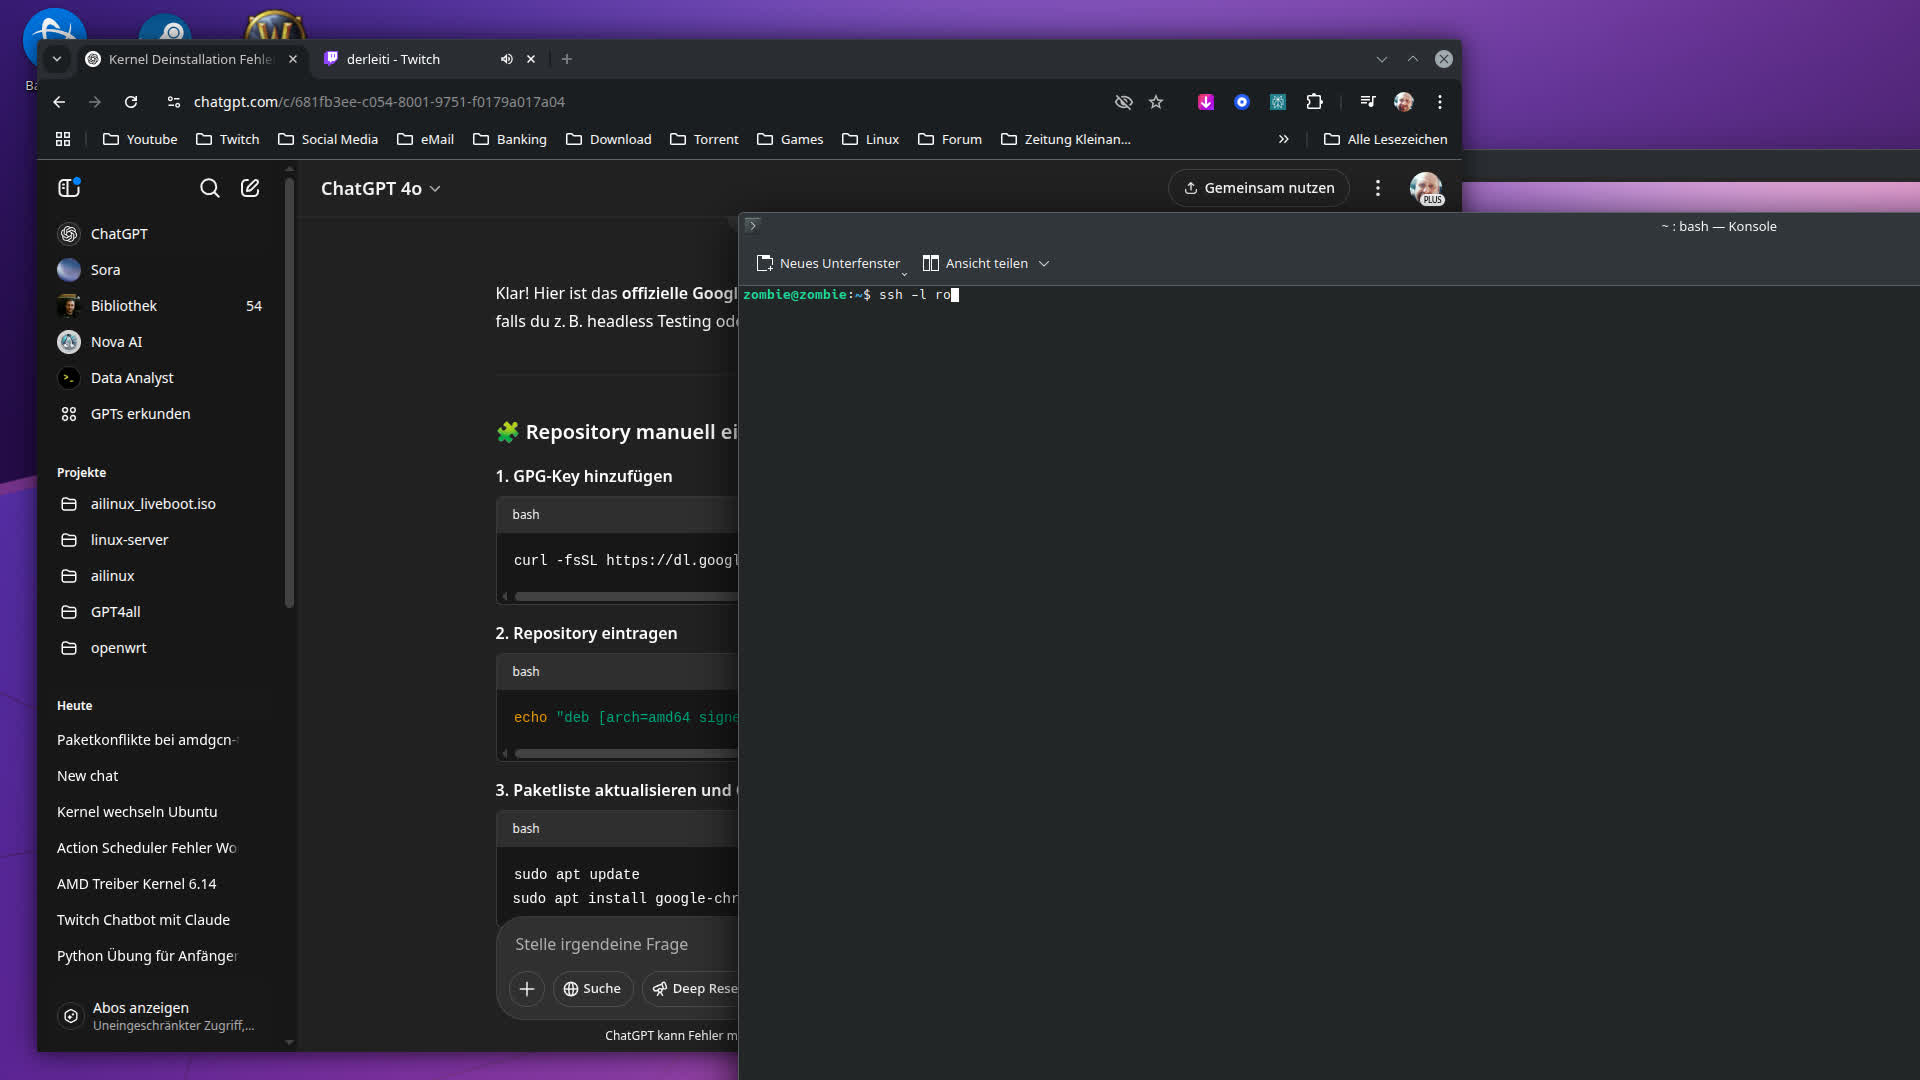 Ba
Kernel Deinstallation Fehle
derleiti - Twitch
chatgpt.com/c/681fb3ee-c054-8001-9751-f0179a017a04
Youtube
Twitch
Social Media
eMail
Banking
Download
Torrent
Games
Linux
Forum
Zeitung Kleinan...
Alle Lesezeichen
ChatGPT 4o
Gemeinsam nutzen
PLUS
ChatGPT
Sora
Bibliothek 54
Nova AI
Data Analyst
GPTs erkunden
Projekte
ailinux_liveboot.iso
linux-server
ailinux
GPT4all
openwrt
Heute
Paketkonflikte bei amdgcn-
New chat
Kernel wechseln Ubuntu
Action Scheduler Fehler Wo
AMD Treiber Kernel 6.14
Twitch Chatbot mit Claude
Python Übung für Anfänger
Abos anzeigen
Uneingeschränkter Zugriff,...
Klar! Hier ist das offizielle Googl
falls du z. B. headless Testing ode
Repository manuell ei
1. GPG-Key hinzufügen
bash
curl -fsSL https://dl.googl
2. Repository eintragen
bash
echo "deb [arch=amd64 signe
3. Paketliste aktualisieren und
bash
sudo apt update
sudo apt install google-chr
Stelle irgendeine Frage
Suche
Deep Rese
ChatGPT kann Fehler m
~ : bash — Konsole
Neues Unterfenster
Ansicht teilen
zombie@zombie:~$ ssh -l ro